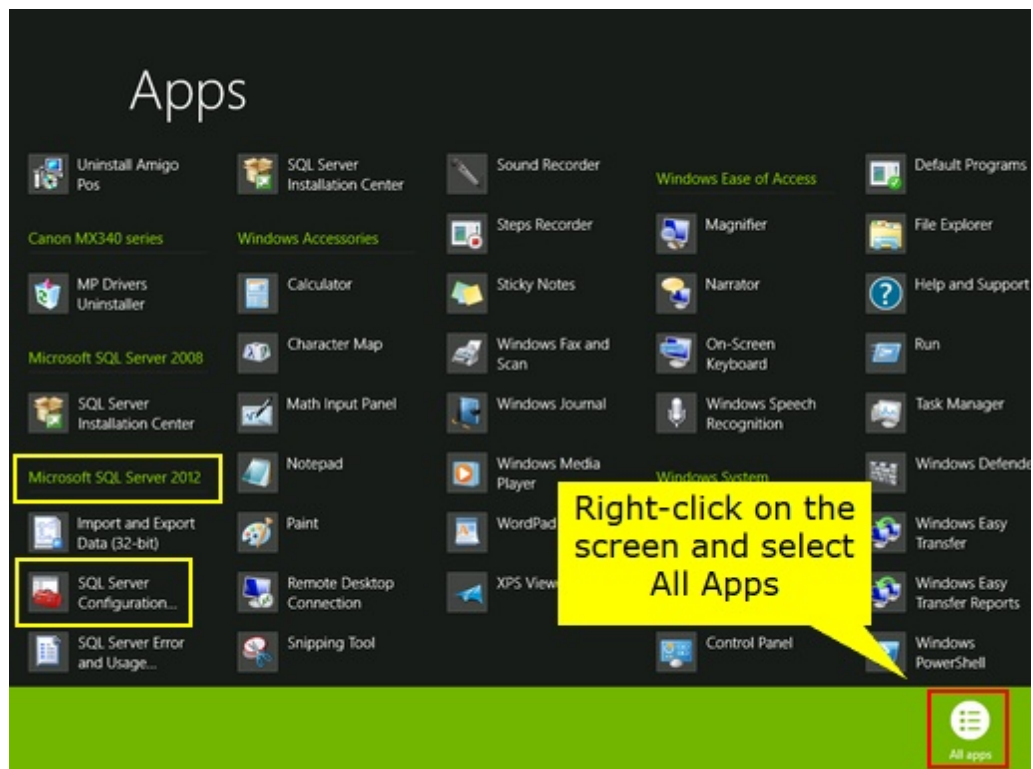 Apps
Uninstall Amigo
Pos
Canon MX340 series
MP Drivers
Uninstaller
Microsoft SQL Server 2008
SQL Server
Installation Center
Microsoft SQL Server 2012
Import and Export
Data (32-bit)
SQL Server
Configuration...
SQL Server Error
and Usage...
SQL Server
Installation Center
Windows Accessories
Calculator
Character Map
Math Input Panel
Notepad
Paint
Remote Desktop
Connection
Snipping Tool
Sound Recorder
Steps Recorder
Sticky Notes
Windows Fax and
Scan
Windows Journal
Windows Media
Player
WordPad
XPS View
Windows Ease of Access
Magnifier
Narrator
On-Screen
Keyboard
Windows Speech
Recognition
Windows System
Control Panel
Default Programs
File Explorer
Help and Support
Run
Task Manager
Windows Defende
Windows Easy
Transfer
Windows Easy
Transfer Reports
Windows
PowerShell
Right-click on the
screen and select
All Apps
All apps